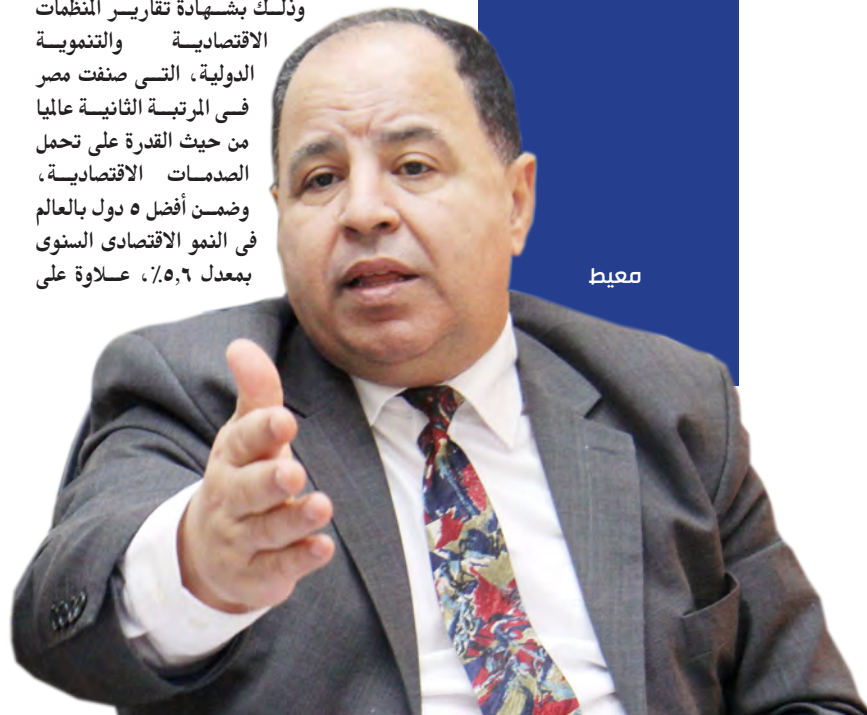 وذلك بشهادة تقارير المنظمات
الاقتصادية والتنموية
الدولية، التى صنفت مصر
فى المرتبة الثانية عالميا
من حيث القدرة على تحمل
الصدمات الاقتصادية،
وضمن أفضل ٥ دول بالعالم
فى النمو الاقتصادى السنوى
بمعدل ٥,٦٪، علاوة على
معيط